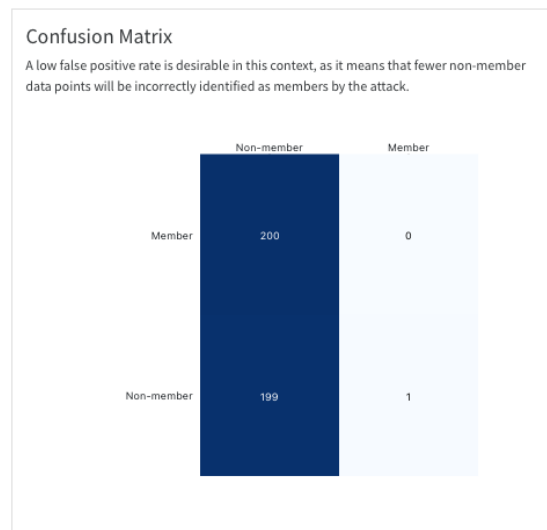 Confusion Matrix
A low false positive rate is desirable in this context, as it means that fewer non-member
data points will be incorrectly identified as members by the attack.
Non-member Member
Member 200 0
Non-member 199 1